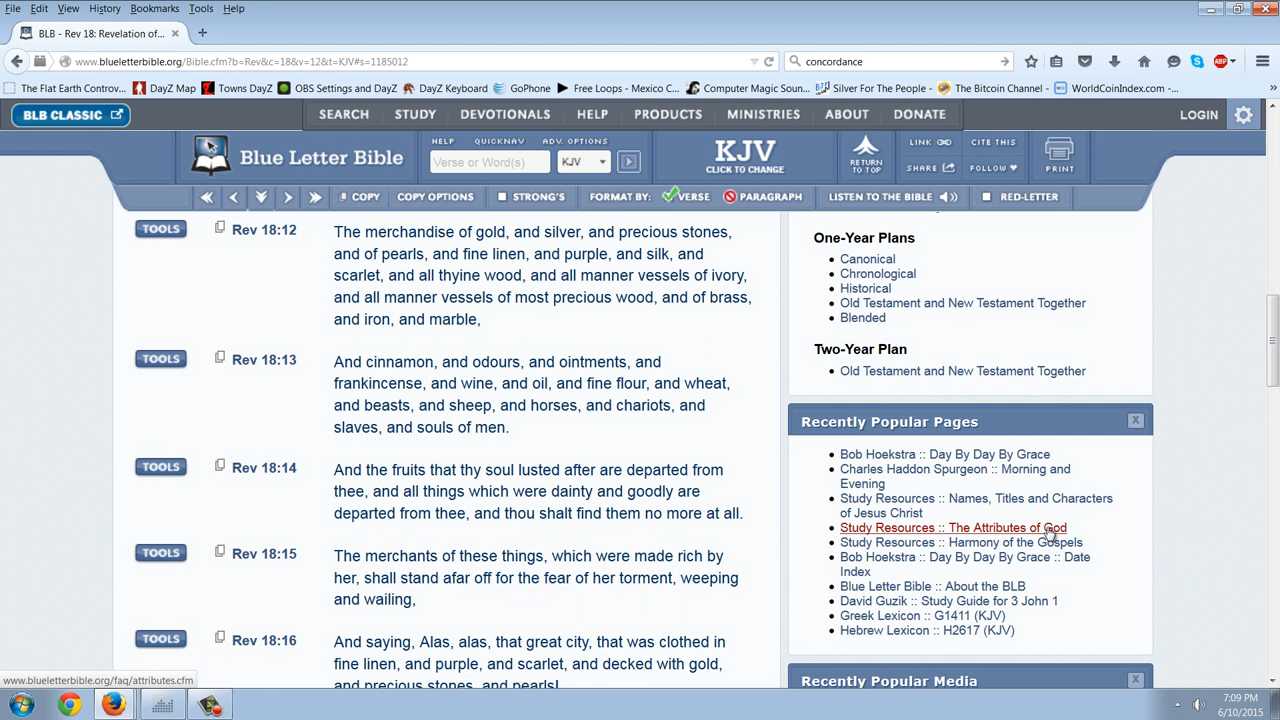 File Edit View History Bookmarks Tools Help
BLB - Rev 18: Revelation of... × +
www.blueletterbible.org/Bible.cfm?b=Rev&c=18&v=12&t=KJV#s=1185012 concordance
The Flat Earth Controv... DayZ Map Towns DayZ OBS Settings and DayZ DayZ Keyboard GoPhone Free Loops - Mexico C... Computer Magic Soun... Silver For The People - The Bitcoin Channel - WorldCoinIndex.com -...
BLB CLASSIC SEARCH STUDY DEVOTIONALS HELP PRODUCTS MINISTRIES ABOUT DONATE LOGIN
HELP QUICKNAV ADV. OPTIONS
Blue Letter Bible Verse or Word(s) KJV
KJV
CLICK TO CHANGE
RETURN
TO TOP
LINK CITE THIS
SHARE FOLLOW
PRINT
COPY COPY OPTIONS STRONG'S FORMAT BY: VERSE PARAGRAPH LISTEN TO THE BIBLE RED-LETTER
TOOLS Rev 18:12 The merchandise of gold, and silver, and precious stones,
and of pearls, and fine linen, and purple, and silk, and
scarlet, and all thyine wood, and all manner vessels of ivory,
and all manner vessels of most precious wood, and of brass,
and iron, and marble,
TOOLS Rev 18:13 And cinnamon, and odours, and ointments, and
frankincense, and wine, and oil, and fine flour, and wheat,
and beasts, and sheep, and horses, and chariots, and
slaves, and souls of men.
TOOLS Rev 18:14 And the fruits that thy soul lusted after are departed from
thee, and all things which were dainty and goodly are
departed from thee, and thou shalt find them no more at all.
TOOLS Rev 18:15 The merchants of these things, which were made rich by
her, shall stand afar off for the fear of her torment, weeping
and wailing,
TOOLS Rev 18:16 And saying, Alas, alas, that great city, that was clothed in
fine linen, and purple, and scarlet, and decked with gold,
and precious stones, and pearls!
One-Year Plans
Canonical
Chronological
Historical
Old Testament and New Testament Together
Blended
Two-Year Plan
Old Testament and New Testament Together
Recently Popular Pages X
Bob Hoekstra :: Day By Day By Grace
Charles Haddon Spurgeon :: Morning and
Evening
Study Resources :: Names, Titles and Characters
of Jesus Christ
Study Resources :: The Attributes of God
Study Resources :: Harmony of the Gospels
Bob Hoekstra :: Day By Day By Grace :: Date
Index
Blue Letter Bible :: About the BLB
David Guzik :: Study Guide for 3 John 1
Greek Lexicon :: G1411 (KJV)
Hebrew Lexicon :: H2617 (KJV)
Recently Popular Media X
www.blueletterbible.org/faq/attributes.cfm
7:09 PM
6/10/2015